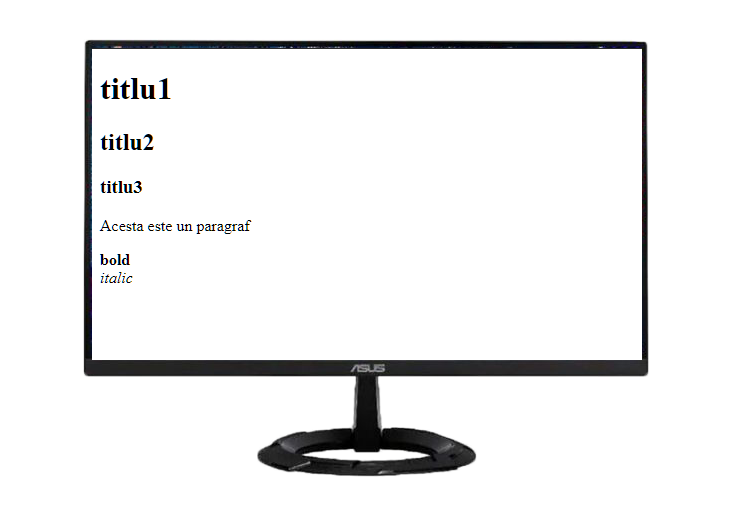 titlu1
titlu2
titlu3
Acesta este un paragraf
bold
italic
ASUS